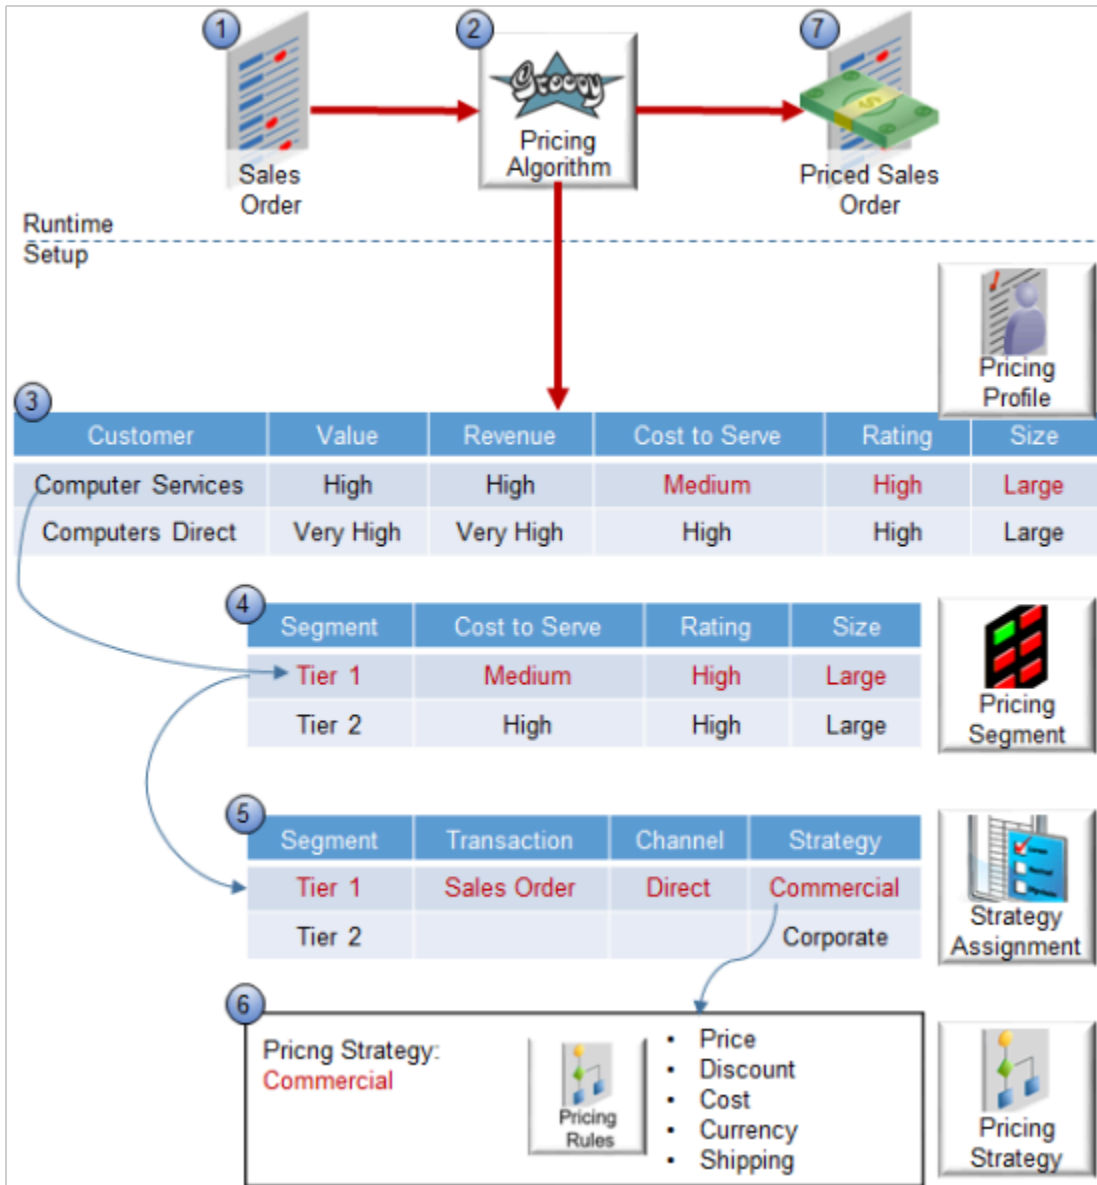 1
2
7
Groovy
Sales
Order
Pricing
Algorithm
Priced Sales
Order
Runtime
Setup
Pricing
Profile
3
Customer Value Revenue Cost to Serve Rating Size
Computer Services High High Medium High Large
Computers Direct Very High Very High High High Large
4
Segment Cost to Serve Rating Size
Tier 1 Medium High Large
Tier 2 High High Large
Pricing
Segment
5
Segment Transaction Channel Strategy
Tier 1 Sales Order Direct Commercial
Tier 2 Corporate
Strategy
Assignment
6
Pricng Strategy:
Commercial
Pricing
Rules
• Price
• Discount
• Cost
• Currency
• Shipping
Pricing
Strategy